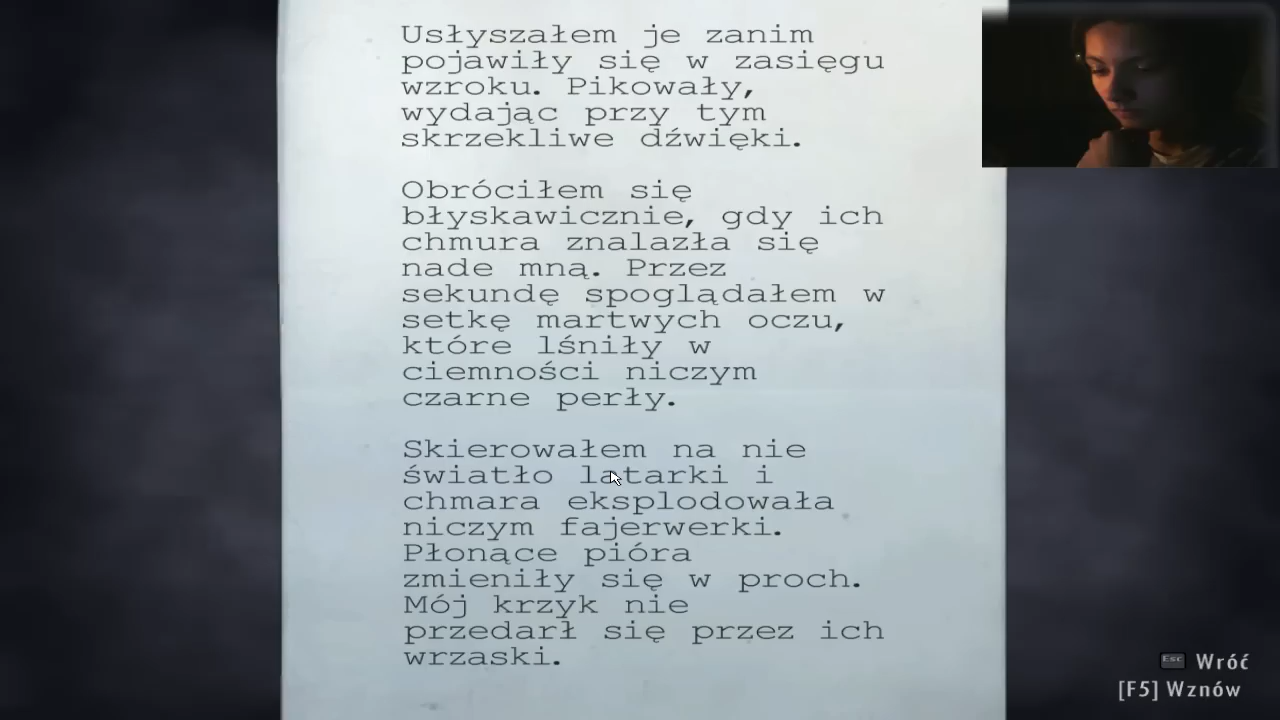 Usłyszałem je zanim
pojawiły się w zasięgu
wzroku. Pikowały,
wydając przy tym
skrzekliwe dźwięki.
Obróciłem się
błyskawicznie, gdy ich
chmura znalazła się
nade mną. Przez
sekundę spoglądałem w
setkę martwych oczu,
które lśniły w
ciemności niczym
czarne perły.
Skierowałem na nie
światło latarki i
chmara eksplodowała
niczym fajerwerki.
Płonące pióra
zmieniły się w proch.
Mój krzyk nie
przedarł się przez ich
wrzaski.
Esc Wróć
[F5] Wznów